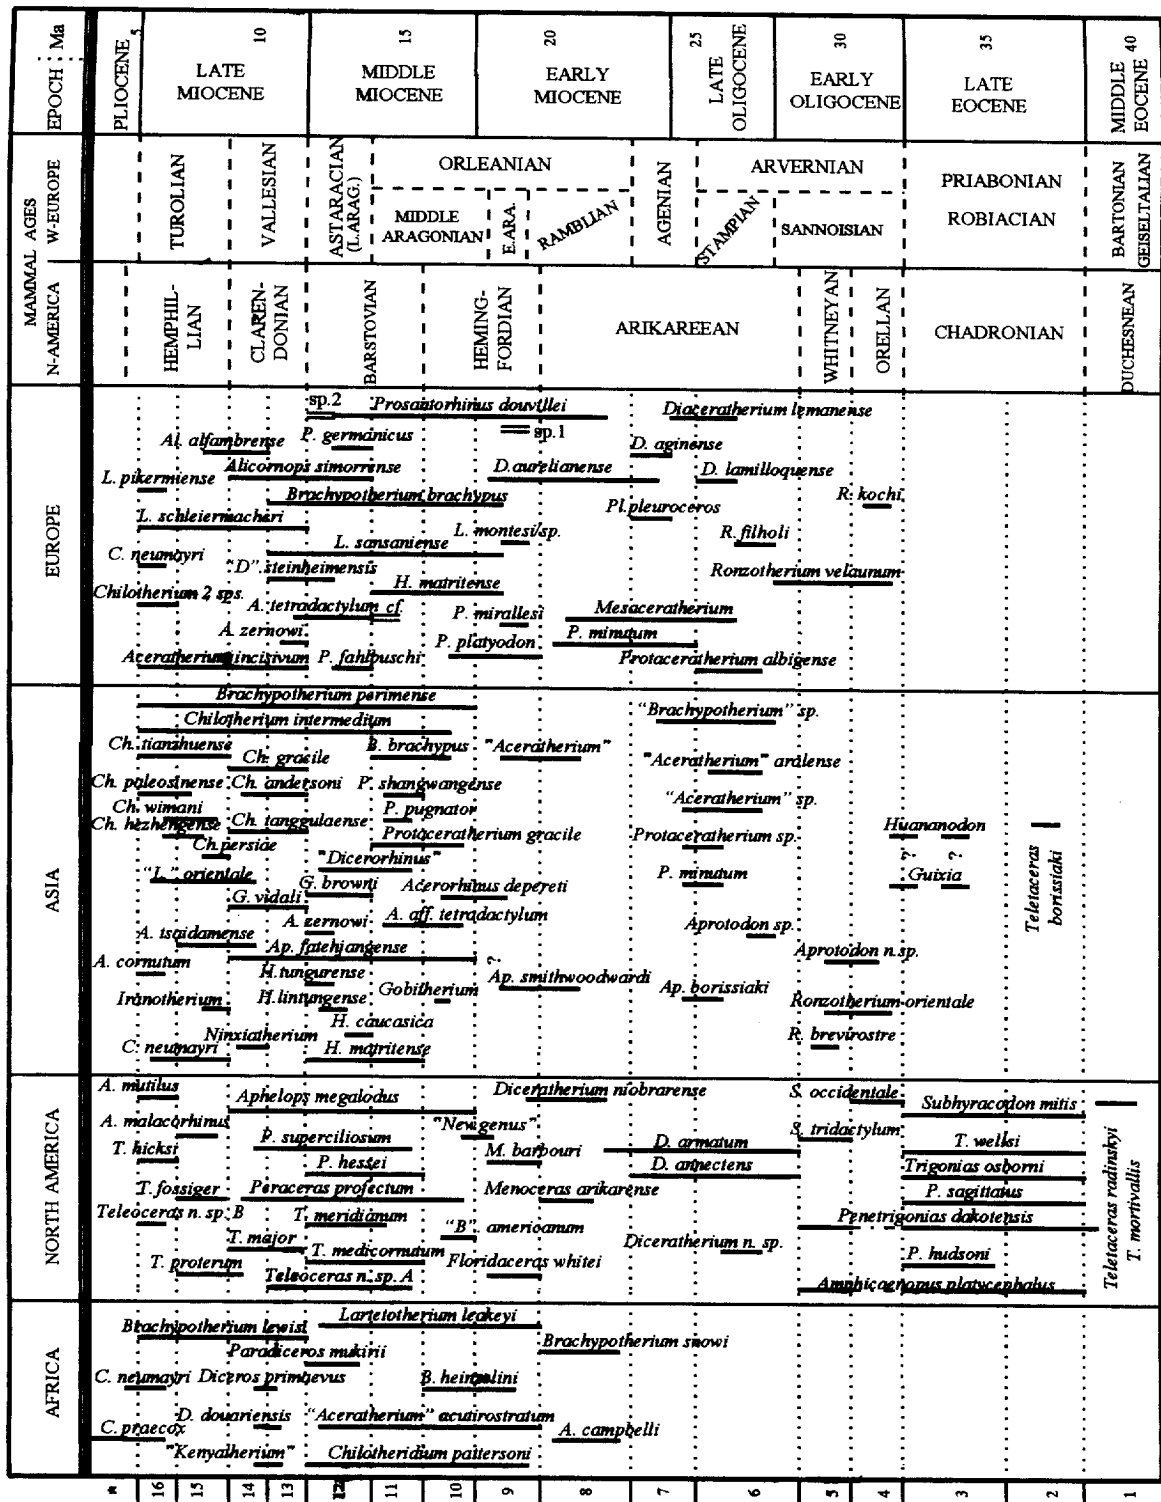 EPOCH Ma
PLIOCENE 5
LATE MIOCENE 10
MIDDLE MIOCENE 15
EARLY MIOCENE 20
LATE OLIGOCENE 25
EARLY OLIGOCENE 30
LATE EOCENE 35
MIDDLE EOCENE 40
MAMMAL AGES
W-EUROPE
TUROLIAN
VALLESIAN
ASTARACIAN (L.ARAG.)
ORLEANIAN
MIDDLE ARAGONIAN
E.ARA.
RAMBLIAN
AGENIAN
ARVERNIAN
STAMPIAN
SANNOISIAN
PRIABONIAN
ROBIACIAN
BARTONIAN
GEISELTALIAN
N-AMERICA
HEMPHIL-LIAN
CLAREN-DONIAN
BARSTOVIAN
HEMING-FORDIAN
ARIKAREEAN
WHITNEYAN
ORELLAN
CHADRONIAN
DUCHESNEAN
EUROPE
sp.2 Prosantorhinus douvillei Diaceratherium lemanense
Al. alfambrense P. germanicus sp.1 D. aginense
L. pikermiense Alicornops simorrense D.aurelianense D. lamilloquense
Brachypotherium brachypus Pl.pleuroceros R. kochi
L. schleiermacheri L. montesi/sp. R. filholi
C. neumayri "D".steinheimensis L. sansaniense Ronzotherium velaunum
Chilotherium 2 sps. H. matritense
A. tetradactylum cf. P. mirallesi Mesaceratherium
A. zernowi P. platyodon P. minutum
Aceratherium incisivum P. fahlbuschi Protaceratherium albigense
ASIA
Brachypotherium perimense "Brachypotherium" sp.
Chilotherium intermedium
Ch. tianzhuense Ch. gracile B. brachypus "Aceratherium" "Aceratherium" aralense
Ch. paleosinense Ch. andersoni P. shangwangense
Ch. wimani P. pugnator "Aceratherium" sp.
Ch. hezhengense Ch. tanggulaense Protaceratherium gracile Protaceratherium sp. Huananodon
Ch.persiae "Dicerorhinus" ? ?
"L." orientale G. browni Acerorhinus depereti P. minutum Guixia
Teletaceras borissiaki
G. vidali
A. zernowi A. aff. tetradactylum Aprotodon sp.
A. tsaidamense Ap. fatehjangense Aprotodon n.sp.
A. cornutum H.tungurense ? Ap. smithwoodwardi
Iranotherium H.lintungense Gobitherium Ap. borissiaki Ronzotherium orientale
Ninxiatherium H. caucasica R. brevirostre
C. neumayri H. matritense
NORTH AMERICA
A. mutilus Aphelops megalodus Diceratherium niobrarense S. occidentale Subhyracodon mitis
A. malacorhinus P. superciliosum "New genus" S. tridactylum
T. hicksi M. barbouri D. armatum T. wellsi
P. hessei D. annectens Trigonias osborni
T. fossiger Peraceras profectum Menoceras arikarense P. sagittatus
Teleoceras n. sp. B T. meridianum "B". americanum Penetrigonias dakotensis
T. major Diceratherium n. sp.
T. proterum T. medicornutum Floridaceras whitei P. hudsoni
Teleoceras n. sp. A Amphicaenopus platycephalus
Teletaceras radinskyi
T. mortivallis
AFRICA
Brachypotherium lewisi Lartetotherium leakeyi
Paradiceros mukirii Brachypotherium snowi
C. neumayri Diceros primaevus B. heinzelini
D. douariensis "Aceratherium" acutirostratum
C. praecox A. campbelli
"Kenyatherium" Chilotheridium pattersoni
* 16 15 14 13 12 11 10 9 8 7 6 5 4 3 2 1